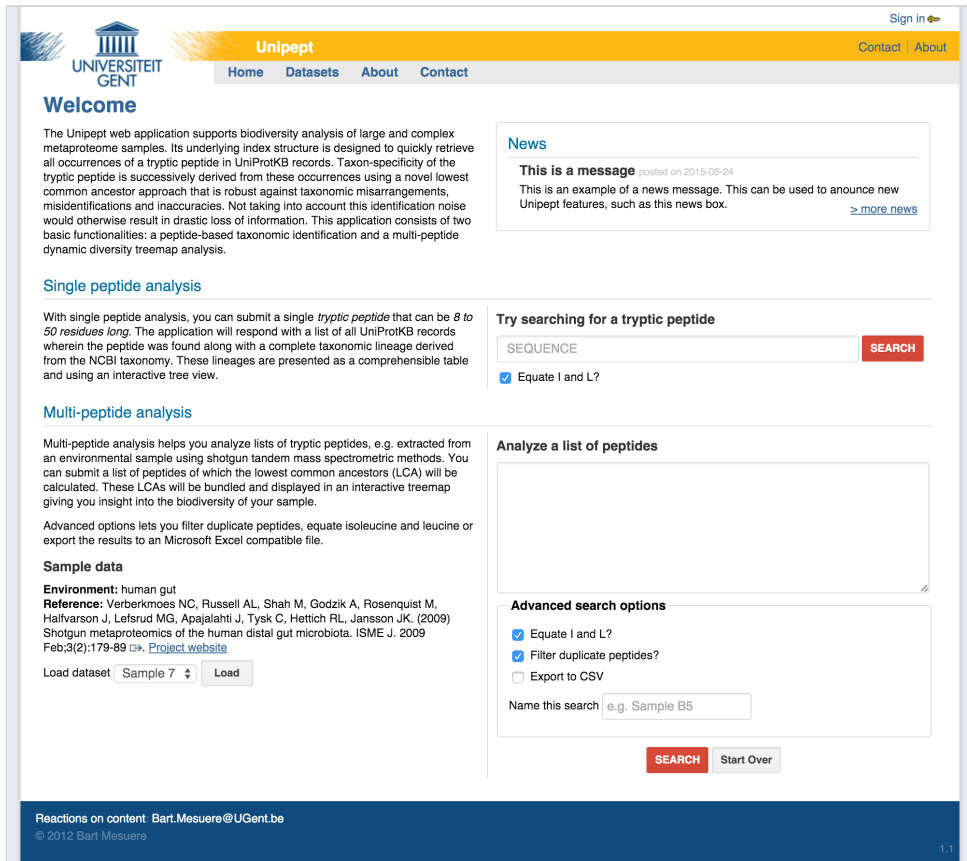 Sign in
UNIVERSITEIT
GENT
Unipept
Contact About
Home Datasets About Contact
Welcome
The Unipept web application supports biodiversity analysis of large and complex
metaproteome samples. Its underlying index structure is designed to quickly retrieve
all occurrences of a tryptic peptide in UniProtKB records. Taxon-specificity of the
tryptic peptide is successively derived from these occurrences using a novel lowest
common ancestor approach that is robust against taxonomic misarrangements,
misidentifications and inaccuracies. Not taking into account this identification noise
would otherwise result in drastic loss of information. This application consists of two
basic functionalities: a peptide-based taxonomic identification and a multi-peptide
dynamic diversity treemap analysis.
News
This is a message posted on 2015-08-24
This is an example of a news message. This can be used to anounce new
Unipept features, such as this news box.
> more news
Single peptide analysis
With single peptide analysis, you can submit a single tryptic peptide that can be 8 to
50 residues long. The application will respond with a list of all UniProtKB records
wherein the peptide was found along with a complete taxonomic lineage derived
from the NCBI taxonomy. These lineages are presented as a comprehensible table
and using an interactive tree view.
Try searching for a tryptic peptide
SEQUENCE
SEARCH
Equate I and L?
Multi-peptide analysis
Multi-peptide analysis helps you analyze lists of tryptic peptides, e.g. extracted from
an environmental sample using shotgun tandem mass spectrometric methods. You
can submit a list of peptides of which the lowest common ancestors (LCA) will be
calculated. These LCAs will be bundled and displayed in an interactive treemap
giving you insight into the biodiversity of your sample.
Advanced options lets you filter duplicate peptides, equate isoleucine and leucine or
export the results to an Microsoft Excel compatible file.
Sample data
Environment: human gut
Reference: Verberkmoes NC, Russell AL, Shah M, Godzik A, Rosenquist M,
Halfvarson J, Lefsrud MG, Apajalahti J, Tysk C, Hettich RL, Jansson JK. (2009)
Shotgun metaproteomics of the human distal gut microbiota. ISME J. 2009
Feb;3(2):179-89 . Project website
Load dataset Sample 7 Load
Analyze a list of peptides
Advanced search options
Equate I and L?
Filter duplicate peptides?
Export to CSV
Name this search e.g. Sample B5
SEARCH Start Over
Reactions on content: Bart.Mesuere@UGent.be
© 2012 Bart Mesuere
1.1